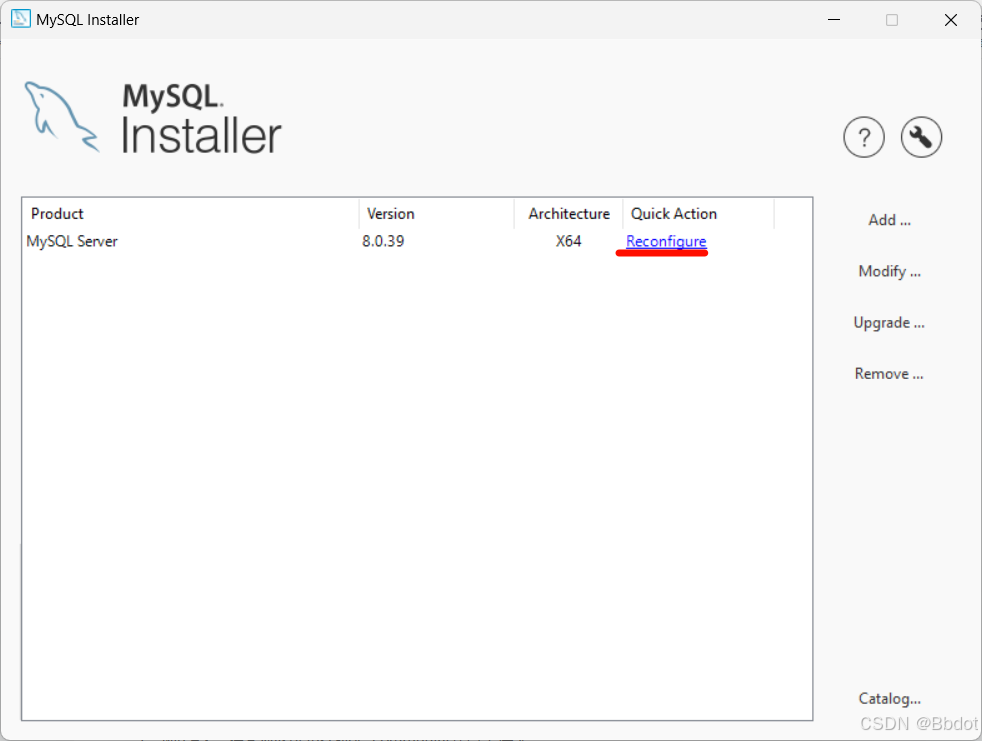 MySQL Installer
MySQL.
Installer
?
Product Version Architecture Quick Action
MySQL Server 8.0.39 X64 Reconfigure
Add ...
Modify ...
Upgrade ...
Remove ...
Catalog...
CSDN @Bbdot